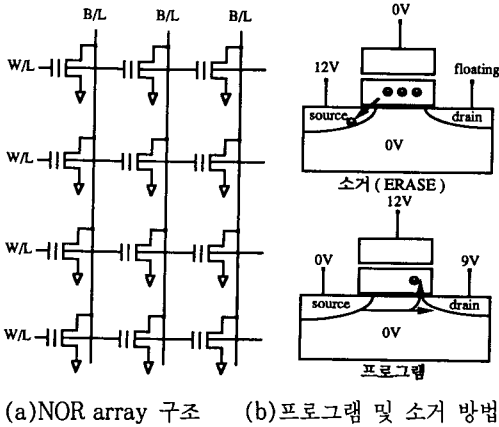 B/L B/L B/L
W/L
W/L
W/L
W/L
(a)NOR array 구조
0V
12V floating
source drain
0V
소거 ( ERASE )
12V
0V 9V
source drain
0V
프로그램
(b)프로그램 및 소거 방법